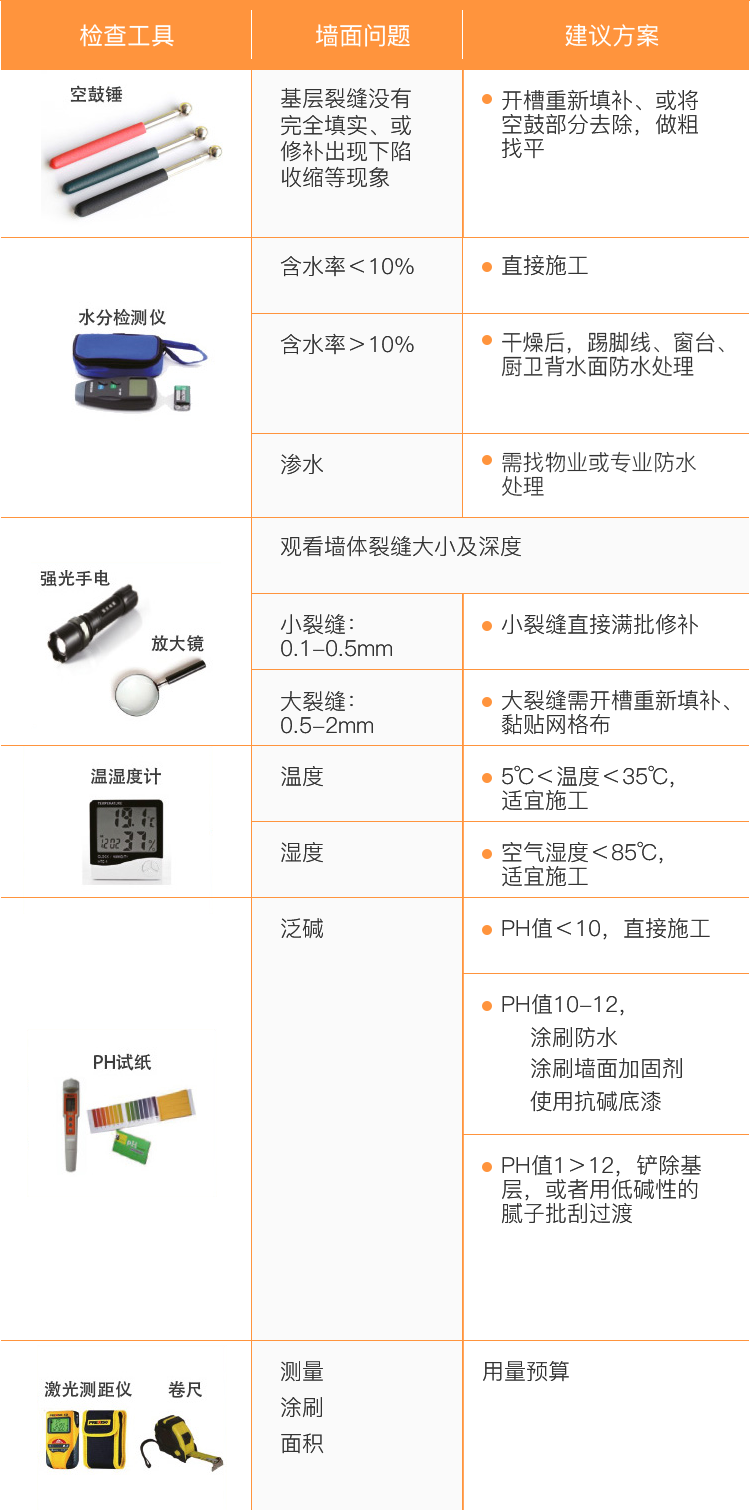 检查工具
墙面问题
建议方案
空鼓锤
基层裂缝没有
完全填实、或
修补出现下陷
收缩等现象
开槽重新填补、或将
空鼓部分去除，做粗
找平
水分检测仪
含水率＜10%
直接施工
含水率＞10%
干燥后，踢脚线、窗台、
厨卫背水面防水处理
渗水
需找物业或专业防水
处理
观看墙体裂缝大小及深度
强光手电
放大镜
小裂缝：
0.1-0.5mm
小裂缝直接满批修补
大裂缝：
0.5-2mm
大裂缝需开槽重新填补、
黏贴网格布
温湿度计
TEMPERATURE
19.1℃
1202
37%
HTC-1
温度
5℃＜温度＜35℃，
适宜施工
湿度
空气湿度＜85℃，
适宜施工
泛碱
PH值＜10，直接施工
PH值10-12，
涂刷防水
涂刷墙面加固剂
使用抗碱底漆
PH试纸
PH
PH值1＞12，铲除基
层，或者用低碱性的
腻子批刮过渡
激光测距仪
卷尺
测量
涂刷
面积
用量预算